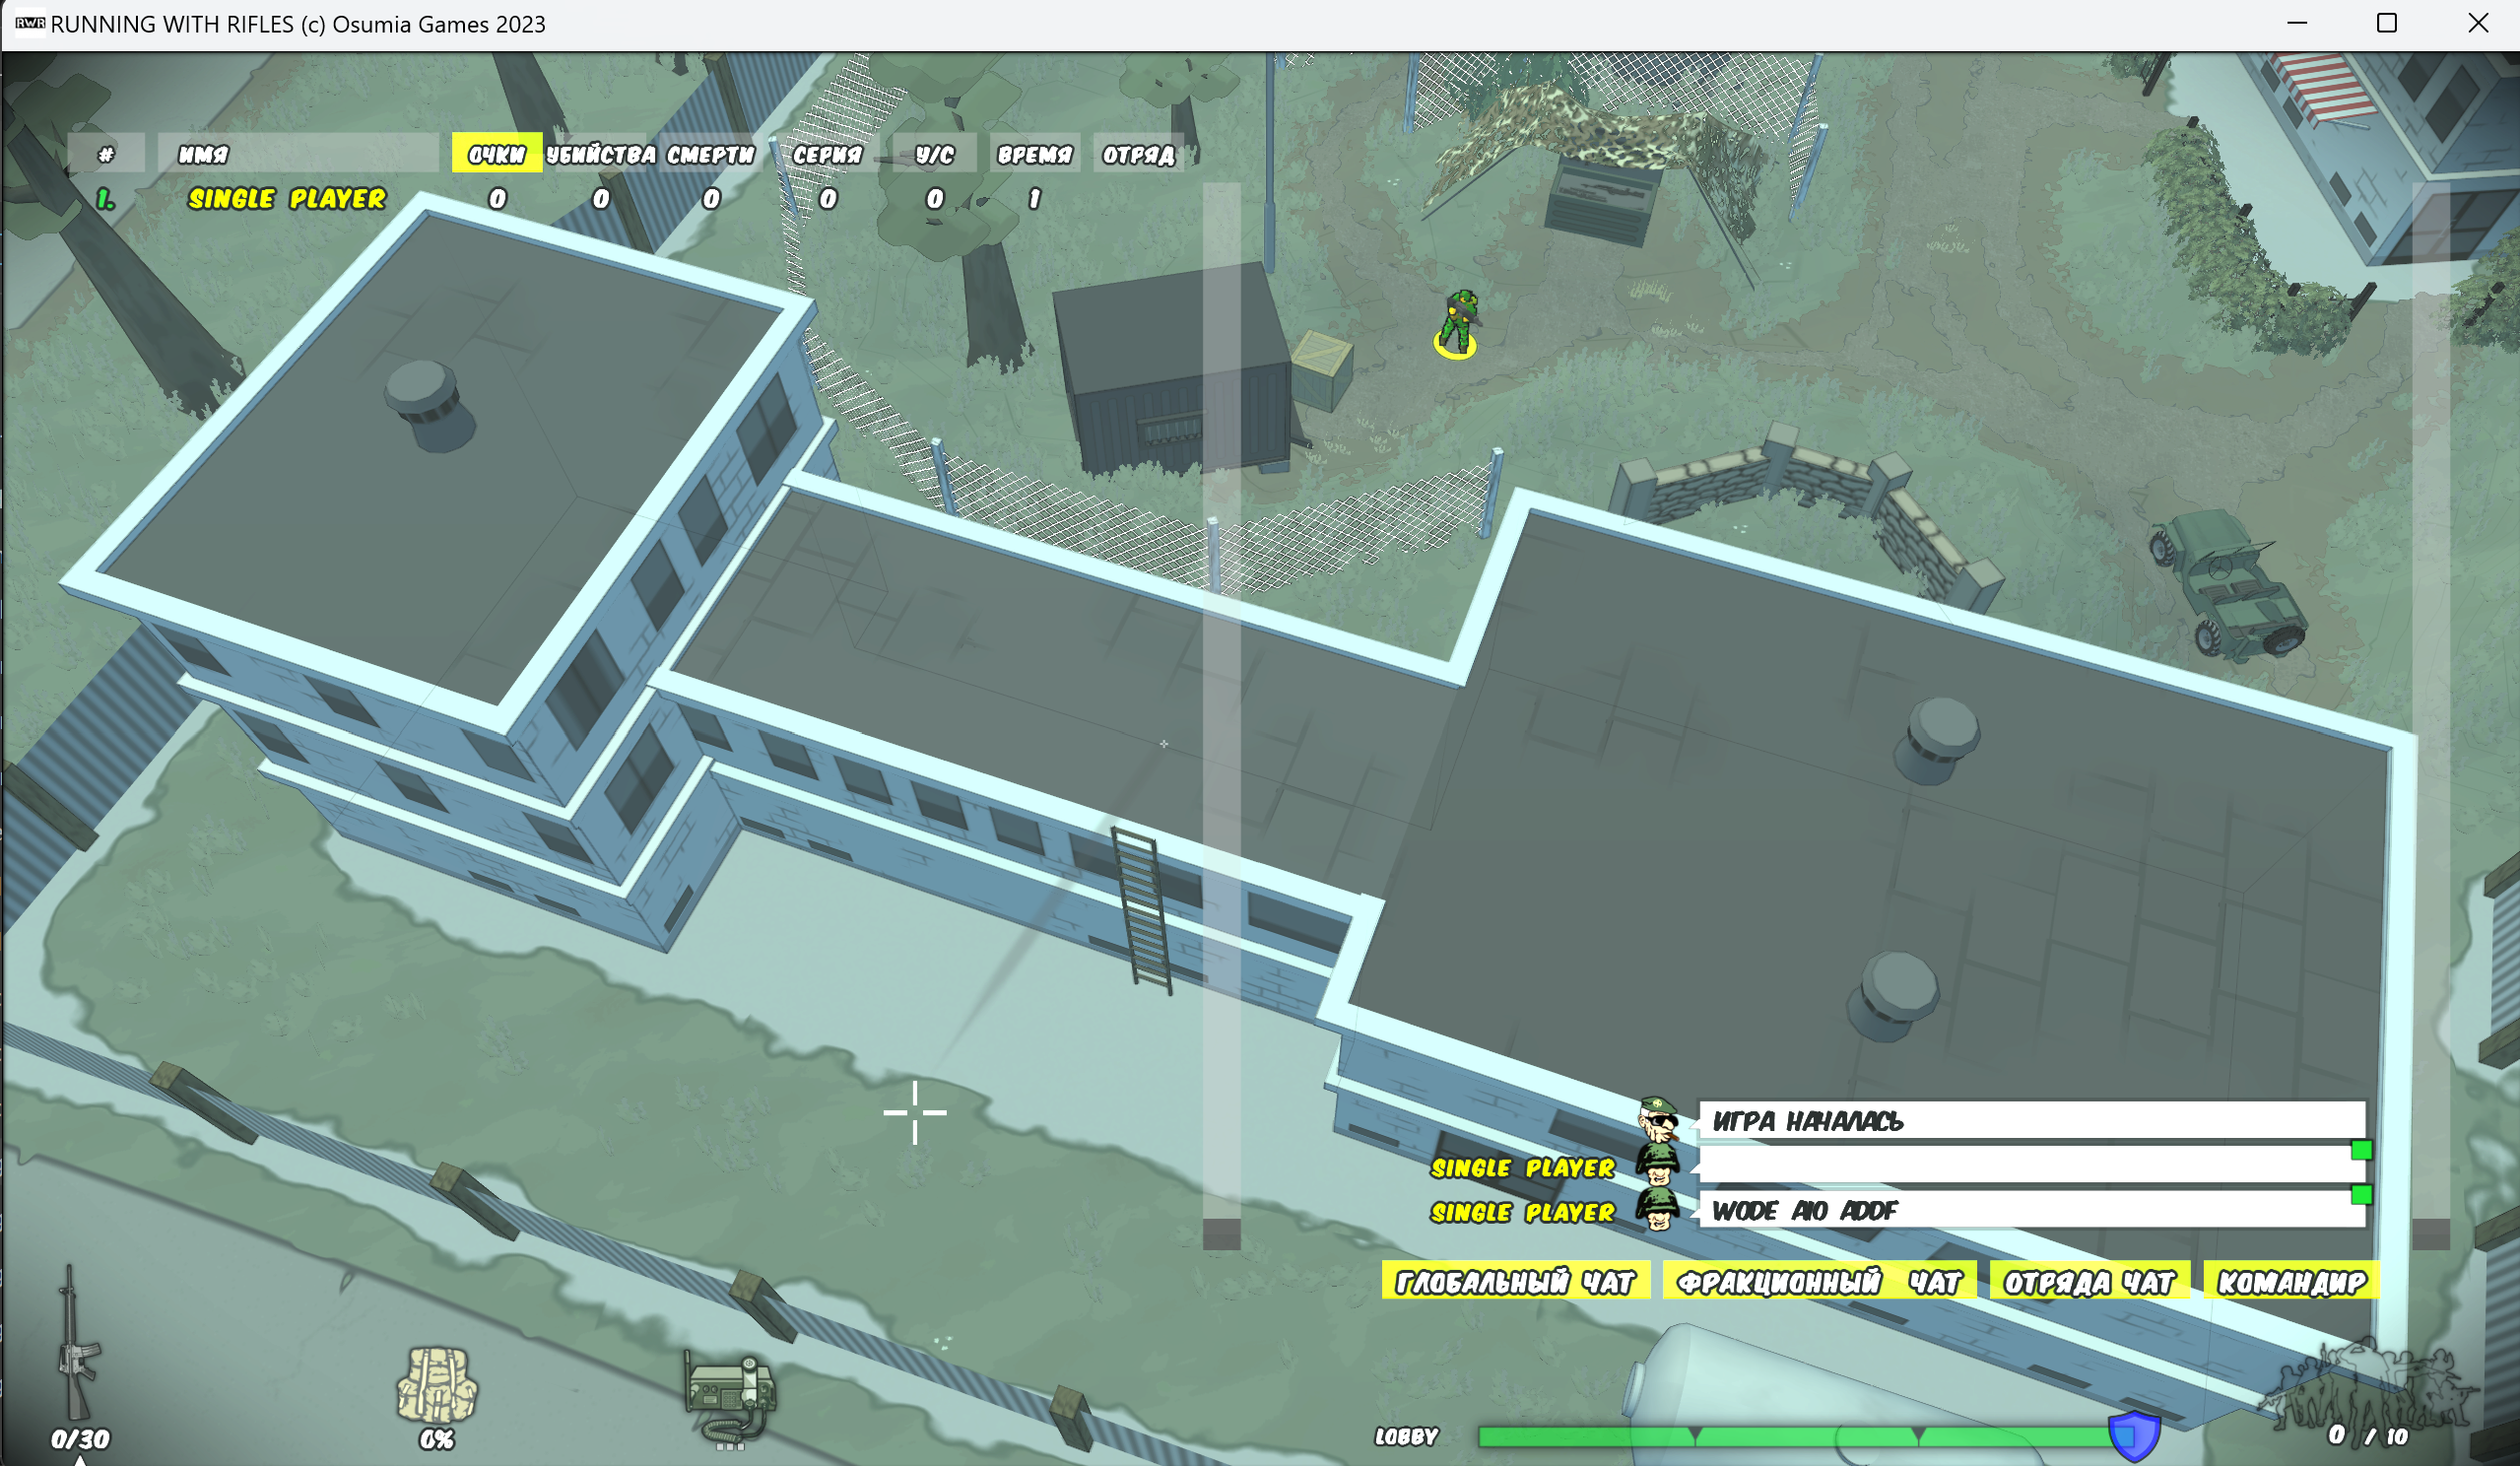 RWR RUNNING WITH RIFLES (c) Osumia Games 2023
# ИМЯ ОЧКИ УБИЙСТВА СМЕРТИ СЕРИЯ У/С ВРЕМЯ ОТРЯД
1. SINGLE PLAYER 0 0 0 0 0 1
ИГРА НАЧАЛАСЬ
SINGLE PLAYER
SINGLE PLAYER WODE AIO ADDF
ГЛОБАЛЬНЫЙ ЧАТ ФРАКЦИОННЫЙ ЧАТ ОТРЯДА ЧАТ КОМАНДИР
0/30 0% LOBBY 0 / 10